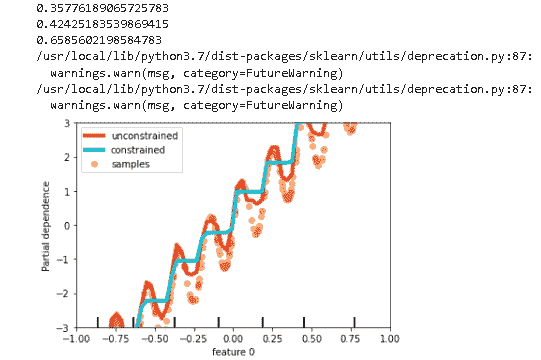 0.35776189065725783
0.42425183539869415
0.6585602198584783
/usr/local/lib/python3.7/dist-packages/sklearn/utils/deprecation.py:87:
warnings.warn(msg, category=FutureWarning)
/usr/local/lib/python3.7/dist-packages/sklearn/utils/deprecation.py:87:
warnings.warn(msg, category=FutureWarning)
3
unconstrained
constrained
samples
2
1
0
−1
−2
−3
Partial dependence
−1.00 −0.75 −0.50 −0.25 0.00 0.25 0.50 0.75 1.00
feature 0